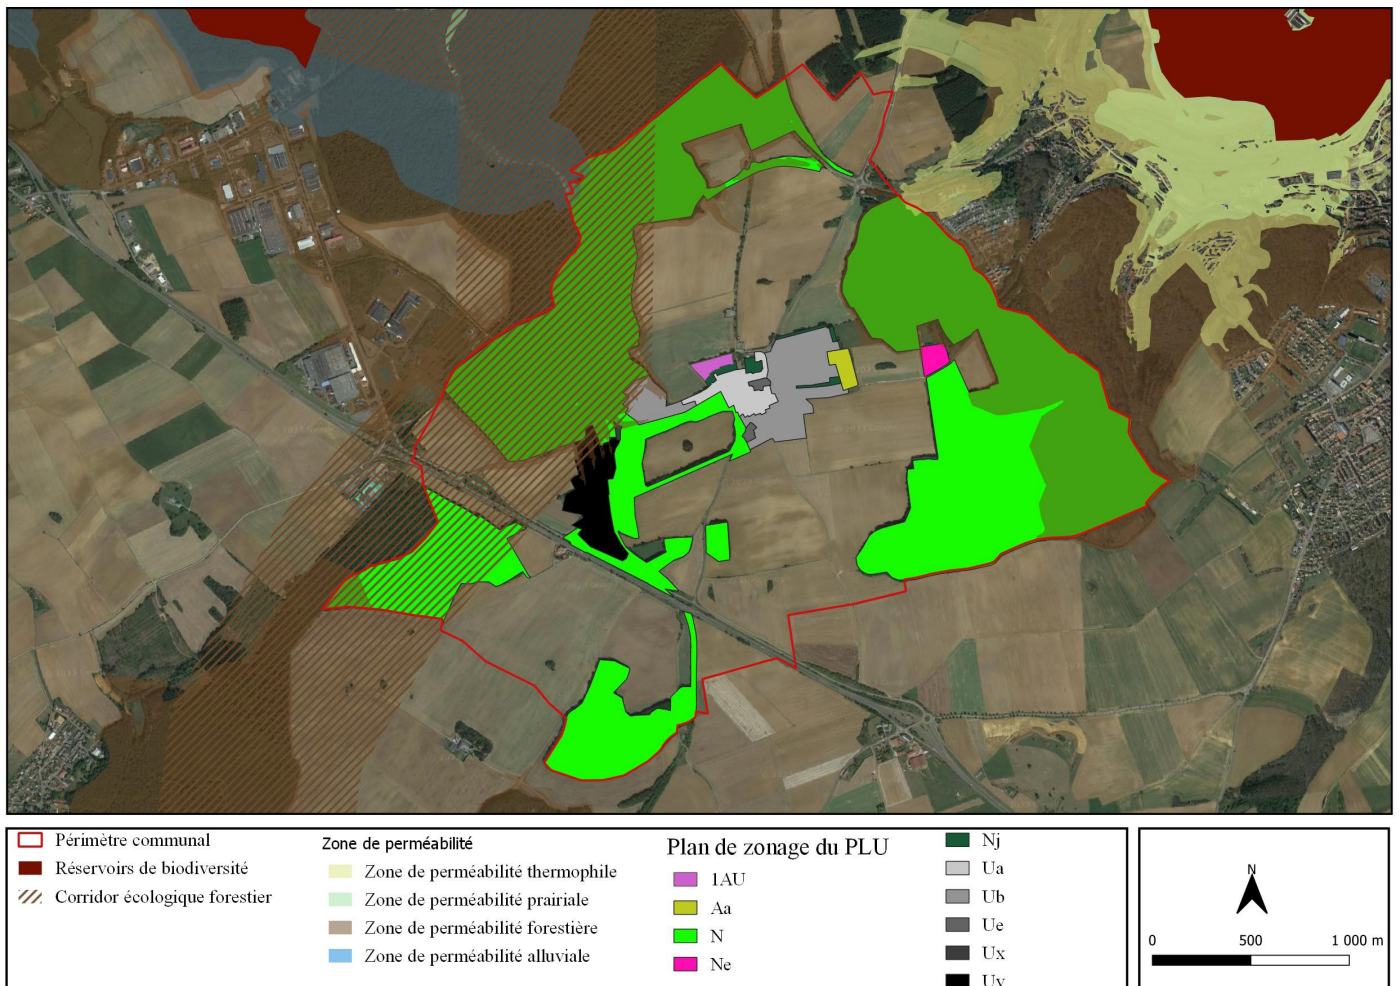 Périmètre communal
Réservoirs de biodiversité
Corridor écologique forestier
Zone de perméabilité
Zone de perméabilité thermophile
Zone de perméabilité prairiale
Zone de perméabilité forestière
Zone de perméabilité alluviale
Plan de zonage du PLU
1AU
Aa
N
Ne
Nj
Ua
Ub
Ue
Ux
N
0 500 1 000 m